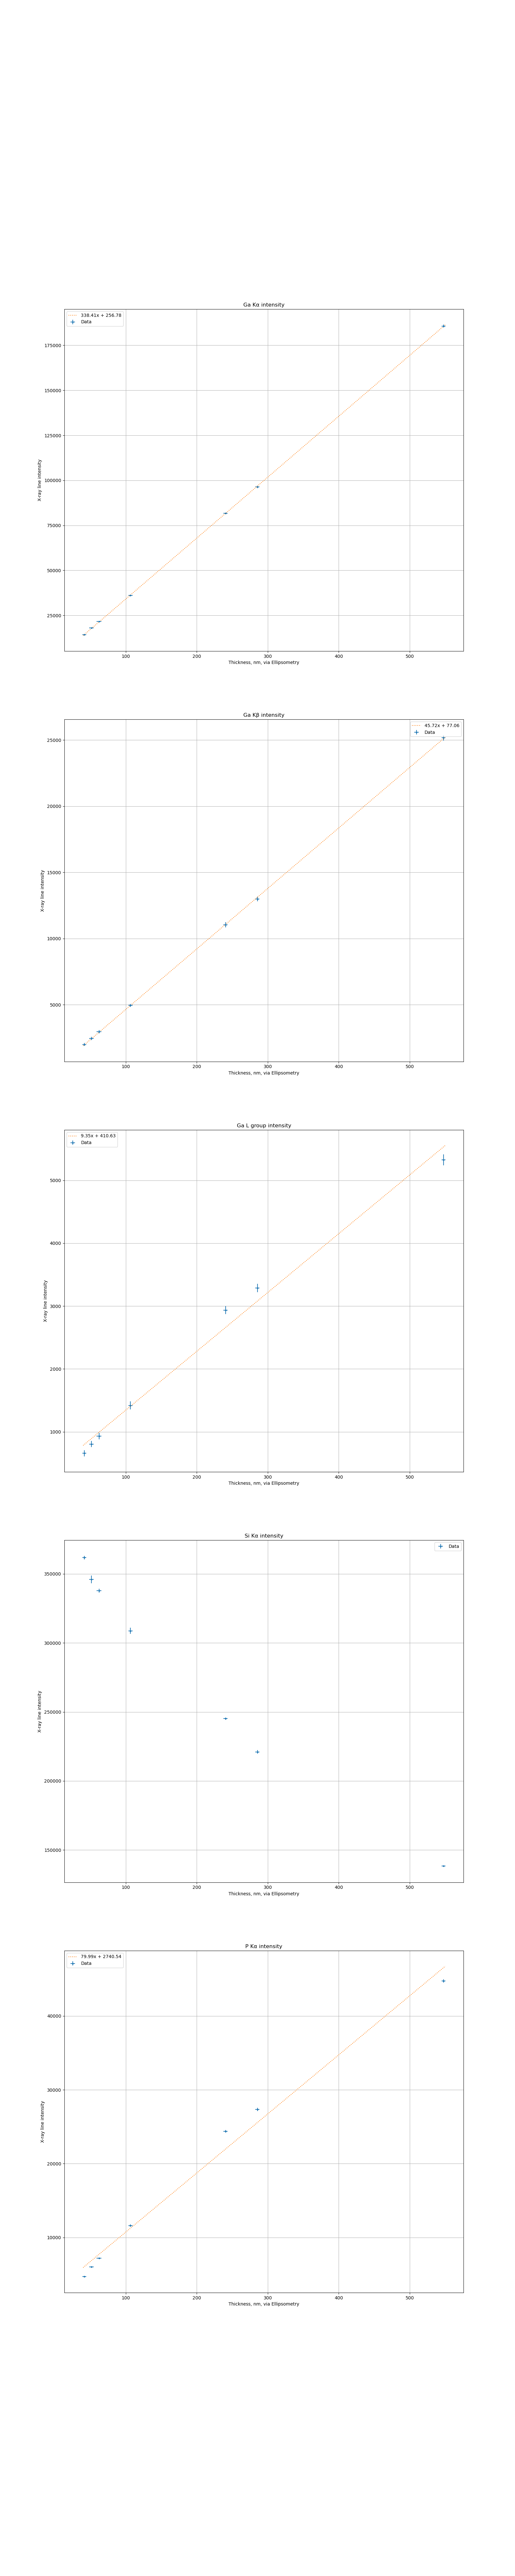 Ga Kα intensity
338.41x + 256.78
Data
175000
150000
125000
100000
75000
50000
25000
X-ray line intensity
100 200 300 400 500
Thickness, nm, via Ellipsometry
Ga Kβ intensity
45.72x + 77.06
Data
25000
20000
15000
10000
5000
X-ray line intensity
100 200 300 400 500
Thickness, nm, via Ellipsometry
Ga L group intensity
9.35x + 410.63
Data
5000
4000
3000
2000
1000
X-ray line intensity
100 200 300 400 500
Thickness, nm, via Ellipsometry
Si Kα intensity
Data
350000
300000
250000
200000
150000
X-ray line intensity
100 200 300 400 500
Thickness, nm, via Ellipsometry
P Kα intensity
79.99x + 2740.54
Data
40000
30000
20000
10000
X-ray line intensity
100 200 300 400 500
Thickness, nm, via Ellipsometry